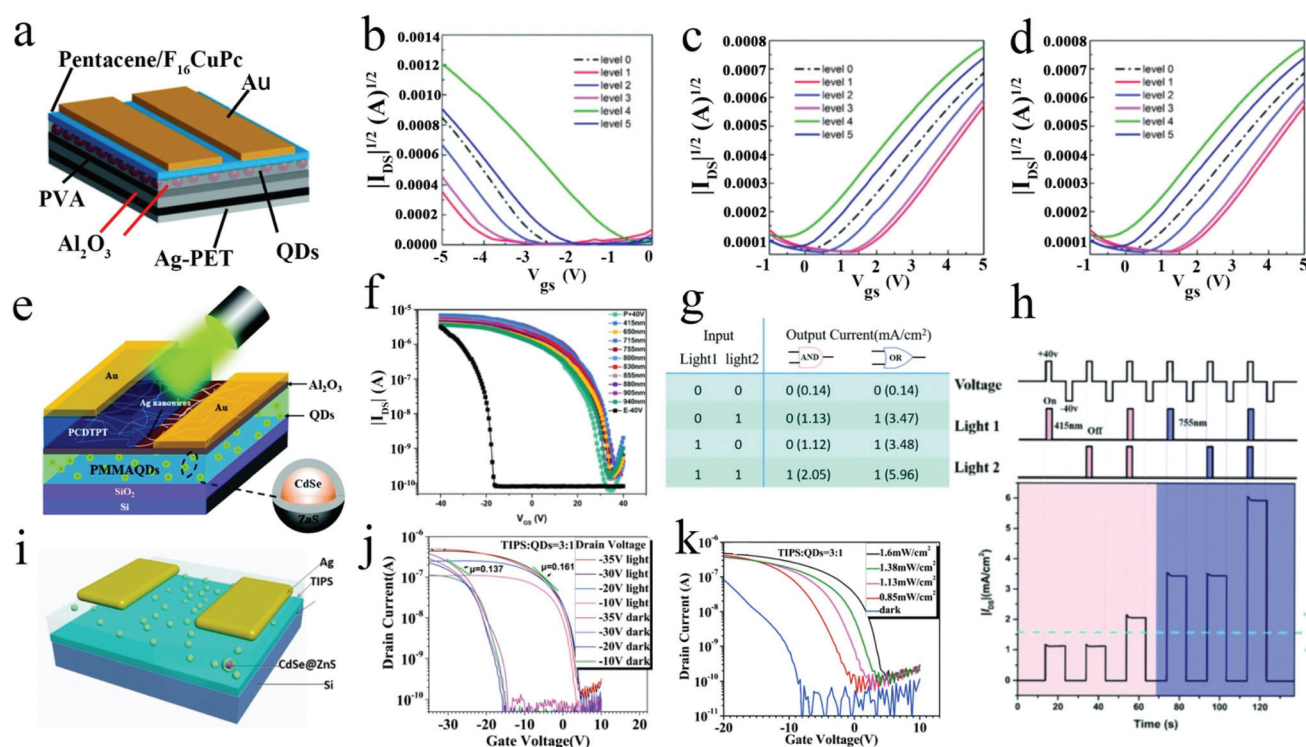 a
Pentacene/F16CuPc
Au
PVA
Al2O3
Ag-PET
QDs
b
|IDS|^1/2 (A)^1/2
0.0014
0.0012
0.0010
0.0008
0.0006
0.0004
0.0002
0.0000
level 0
level 1
level 2
level 3
level 4
level 5
-5 -4 -3 -2 -1 0
Vgs (V)
c
|IDS|^1/2 (A)^1/2
0.0008
0.0007
0.0006
0.0005
0.0004
0.0003
0.0002
0.0001
level 0
level 1
level 2
level 3
level 4
level 5
-1 0 1 2 3 4 5
Vgs (V)
d
|IDS|^1/2 (A)^1/2
0.0008
0.0007
0.0006
0.0005
0.0004
0.0003
0.0002
0.0001
level 0
level 1
level 2
level 3
level 4
level 5
-1 0 1 2 3 4 5
Vgs (V)
e
Au
Ag nanowires
Au
PCDTPT
PMMAQDs
SiO2
Si
Al2O3
QDs
CdSe
ZnS
f
|IDS| (A)
10^-5
10^-6
10^-7
10^-8
10^-9
10^-10
P+40V
415nm
650nm
715nm
755nm
800nm
830nm
855nm
880nm
905nm
940nm
E-40V
-40 -20 0 20 40
VGS (V)
g
Input Output Current(mA/cm²)
Light1 light2 AND OR
0 0 0 (0.14) 0 (0.14)
0 1 0 (1.13) 1 (3.47)
1 0 0 (1.12) 1 (3.48)
1 1 1 (2.05) 1 (5.96)
h
+40v
Voltage
-40v
On
Light 1
415nm
Off
755nm
Light 2
|IDS|(mA/cm²)
6
5
4
3
2
1
0
0 20 40 60 80 100 120
Time (s)
i
Ag
TIPS
CdSe@ZnS
Si
j
Drain Current(A)
10^-6
10^-7
10^-8
10^-9
10^-10
TIPS:QDs=3:1
μ=0.137
μ=0.161
Drain Voltage
-35V light
-30V light
-20V light
-10V light
-35V dark
-30V dark
-20V dark
-10V dark
-30 -20 -10 0 10
Gate Voltage(V)
k
Drain Current (A)
10^-6
10^-7
10^-8
10^-9
10^-10
10^-11
TIPS:QDs=3:1
1.6mW/cm²
1.38mW/cm²
1.13mW/cm²
0.85mW/cm²
dark
-20 -10 0 10
Gate Voltage(V)